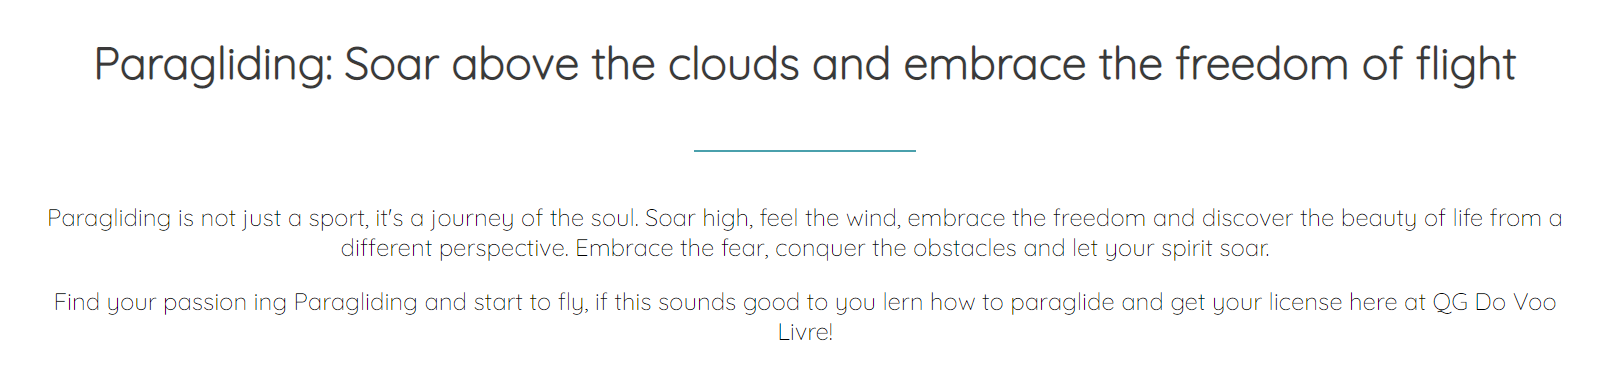 Paragliding: Soar above the clouds and embrace the freedom of flight
Paragliding is not just a sport, it's a journey of the soul. Soar high, feel the wind, embrace the freedom and discover the beauty of life from a
different perspective. Embrace the fear, conquer the obstacles and let your spirit soar.
Find your passion ing Paragliding and start to fly, if this sounds good to you lern how to paraglide and get your license here at QG Do Voo
Livre!